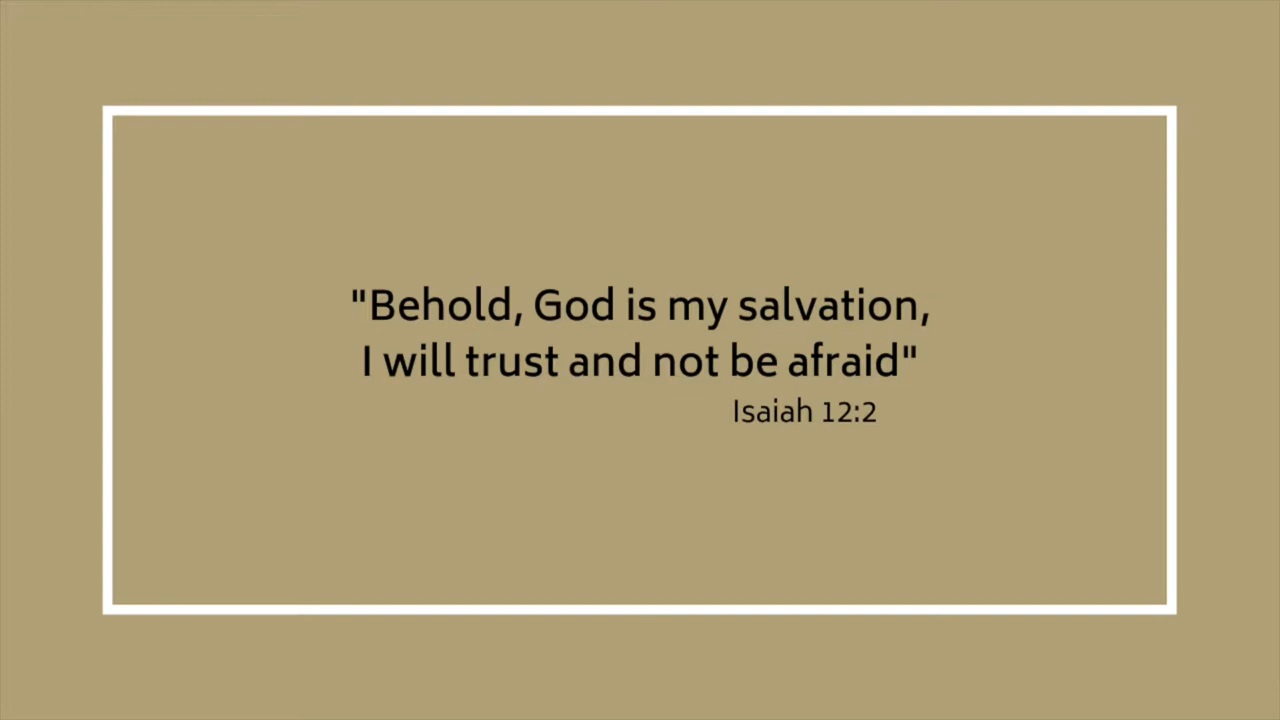 "Behold, God is my salvation,
I will trust and not be afraid"
Isaiah 12:2